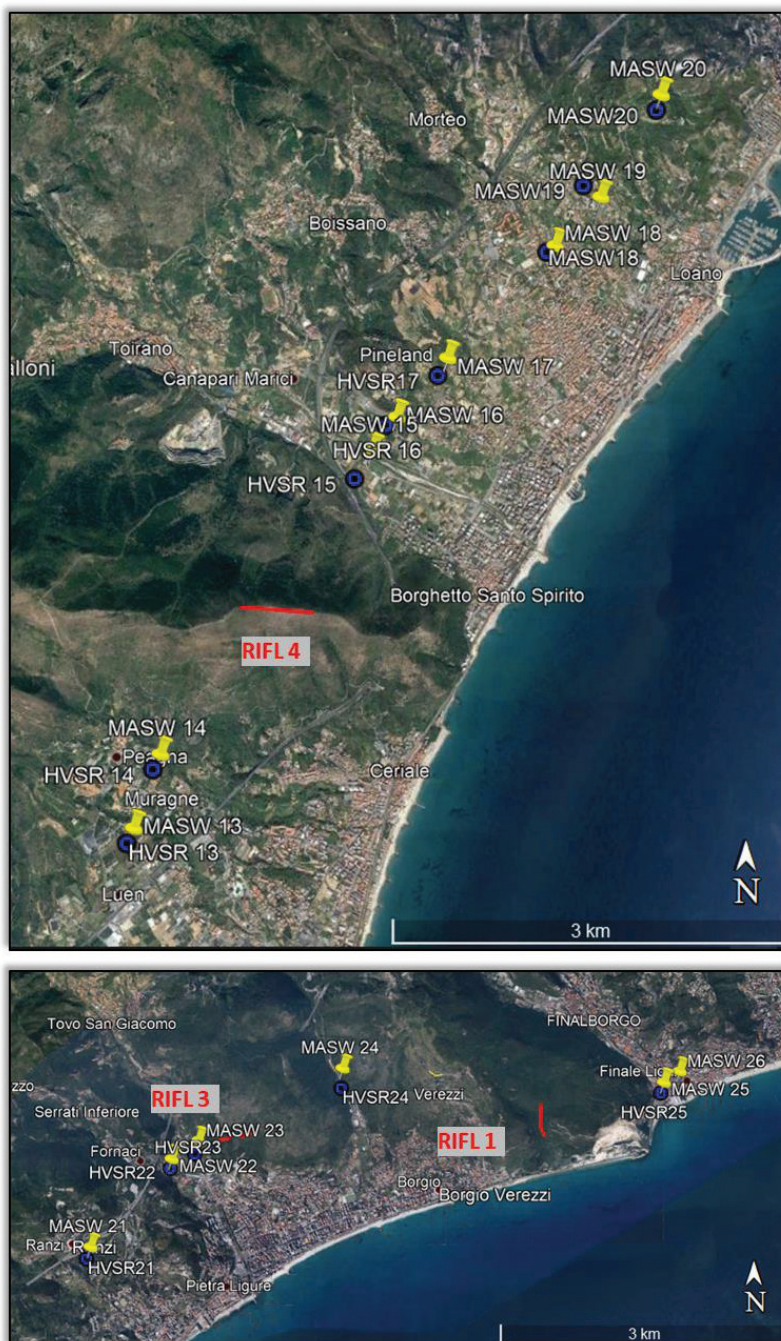 MASW 20
MASW20
Morteo
MASW 19
MASW19
Boissano
MASW 18
MASW18
Loano
Toirano
alloni
Pineland
Canapari Marici
HVSR17
MASW 17
MASW 16
MASW 15
HVSR 16
HVSR 15
Borghetto Santo Spirito
RIFL 4
MASW 14
Peagna
HVSR 14
Ceriale
Muragne
MASW 13
HVSR 13
Luen
N
3 km
Tovo San Giacomo
FINALBORGO
MASW 24
MASW 26
zzo
Finale Lig
MASW 25
HVSR24
Verezzi
HVSR25
Serrati Inferiore
RIFL 3
MASW 23
RIFL 1
Fornaci
HVSR23
HVSR22
MASW 22
Borgio
Borgio Verezzi
MASW 21
Ranzi
Ranzi
HVSR21
Pietra Ligure
N
3 km